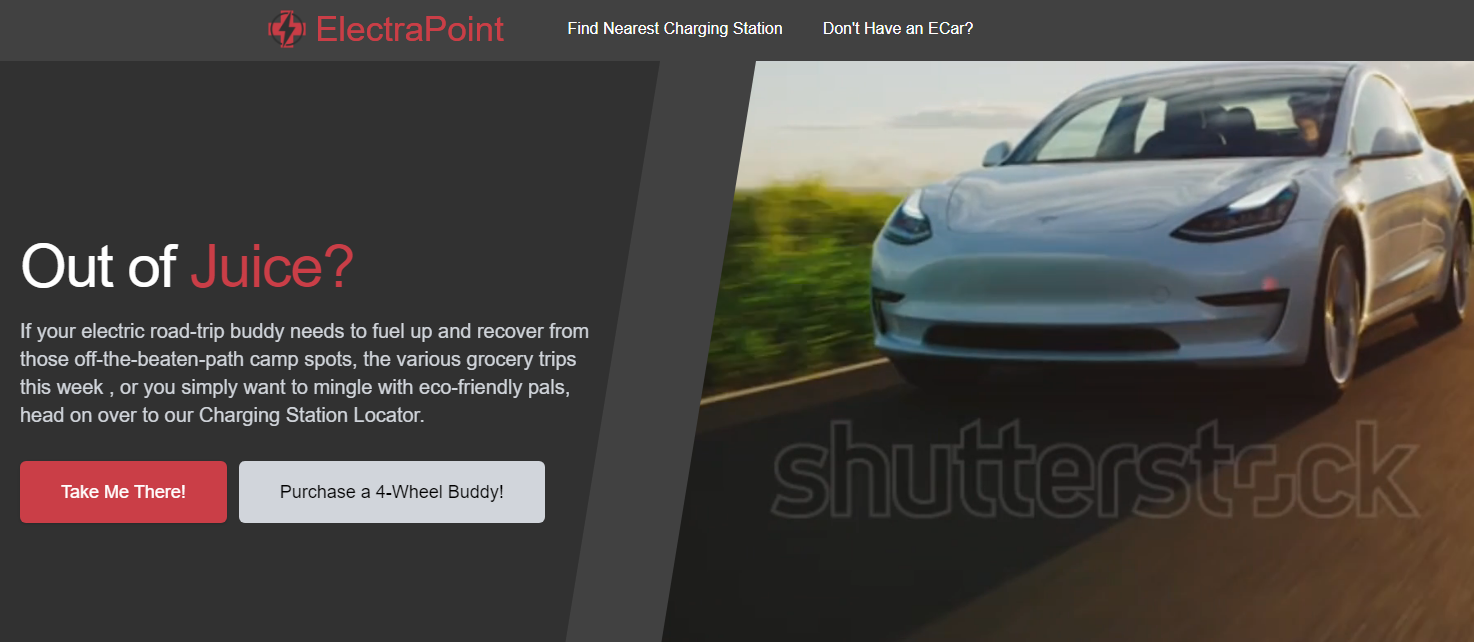 ElectraPoint
Find Nearest Charging Station
Don't Have an ECar?
Out of Juice?
If your electric road-trip buddy needs to fuel up and recover from
those off-the-beaten-path camp spots, the various grocery trips
this week , or you simply want to mingle with eco-friendly pals,
head on over to our Charging Station Locator.
Take Me There!
Purchase a 4-Wheel Buddy!
shutterstock